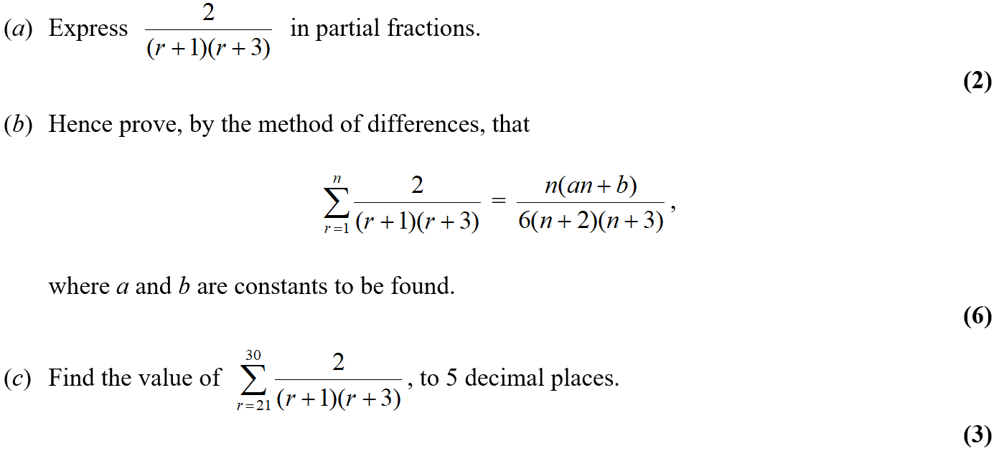 (a) Express $\frac{2}{(r+1)(r+3)}$ in partial fractions.
(2)
(b) Hence prove, by the method of differences, that
$\sum_{r=1}^{n} \frac{2}{(r+1)(r+3)} = \frac{n(an+b)}{6(n+2)(n+3)},$
where a and b are constants to be found.
(6)
(c) Find the value of $\sum_{r=21}^{30} \frac{2}{(r+1)(r+3)}$, to 5 decimal places.
(3)